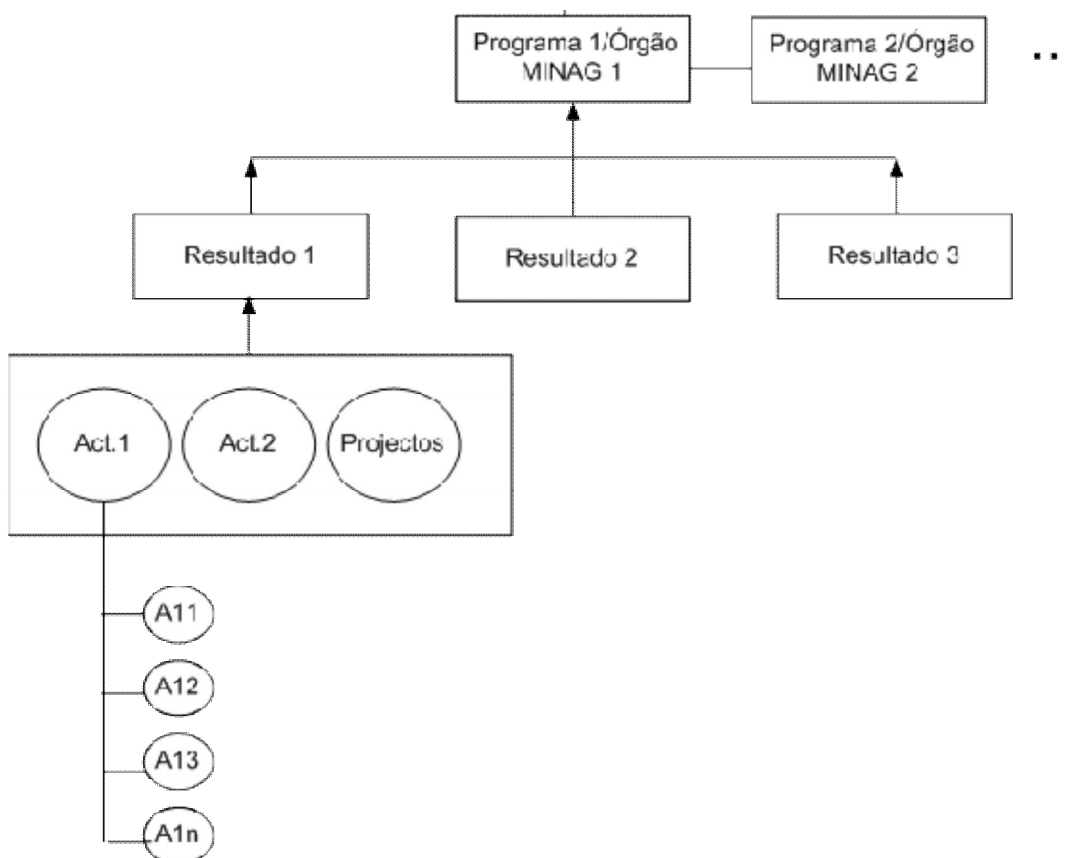 Programa 1/Órgão
MINAG 1
Programa 2/Órgão
MINAG 2
..
Resultado 1
Resultado 2
Resultado 3
Act.1
Act.2
Projectos
A11
A12
A13
A1n